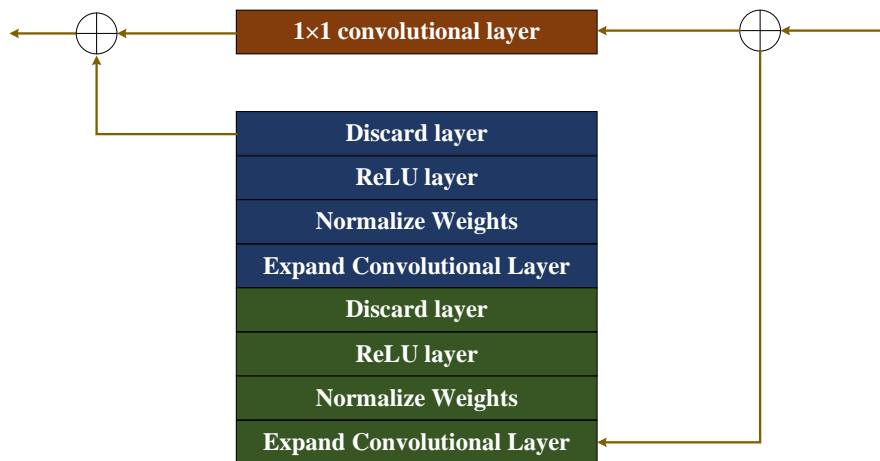 1×1 convolutional layer
Discard layer
ReLU layer
Normalize Weights
Expand Convolutional Layer
Discard layer
ReLU layer
Normalize Weights
Expand Convolutional Layer